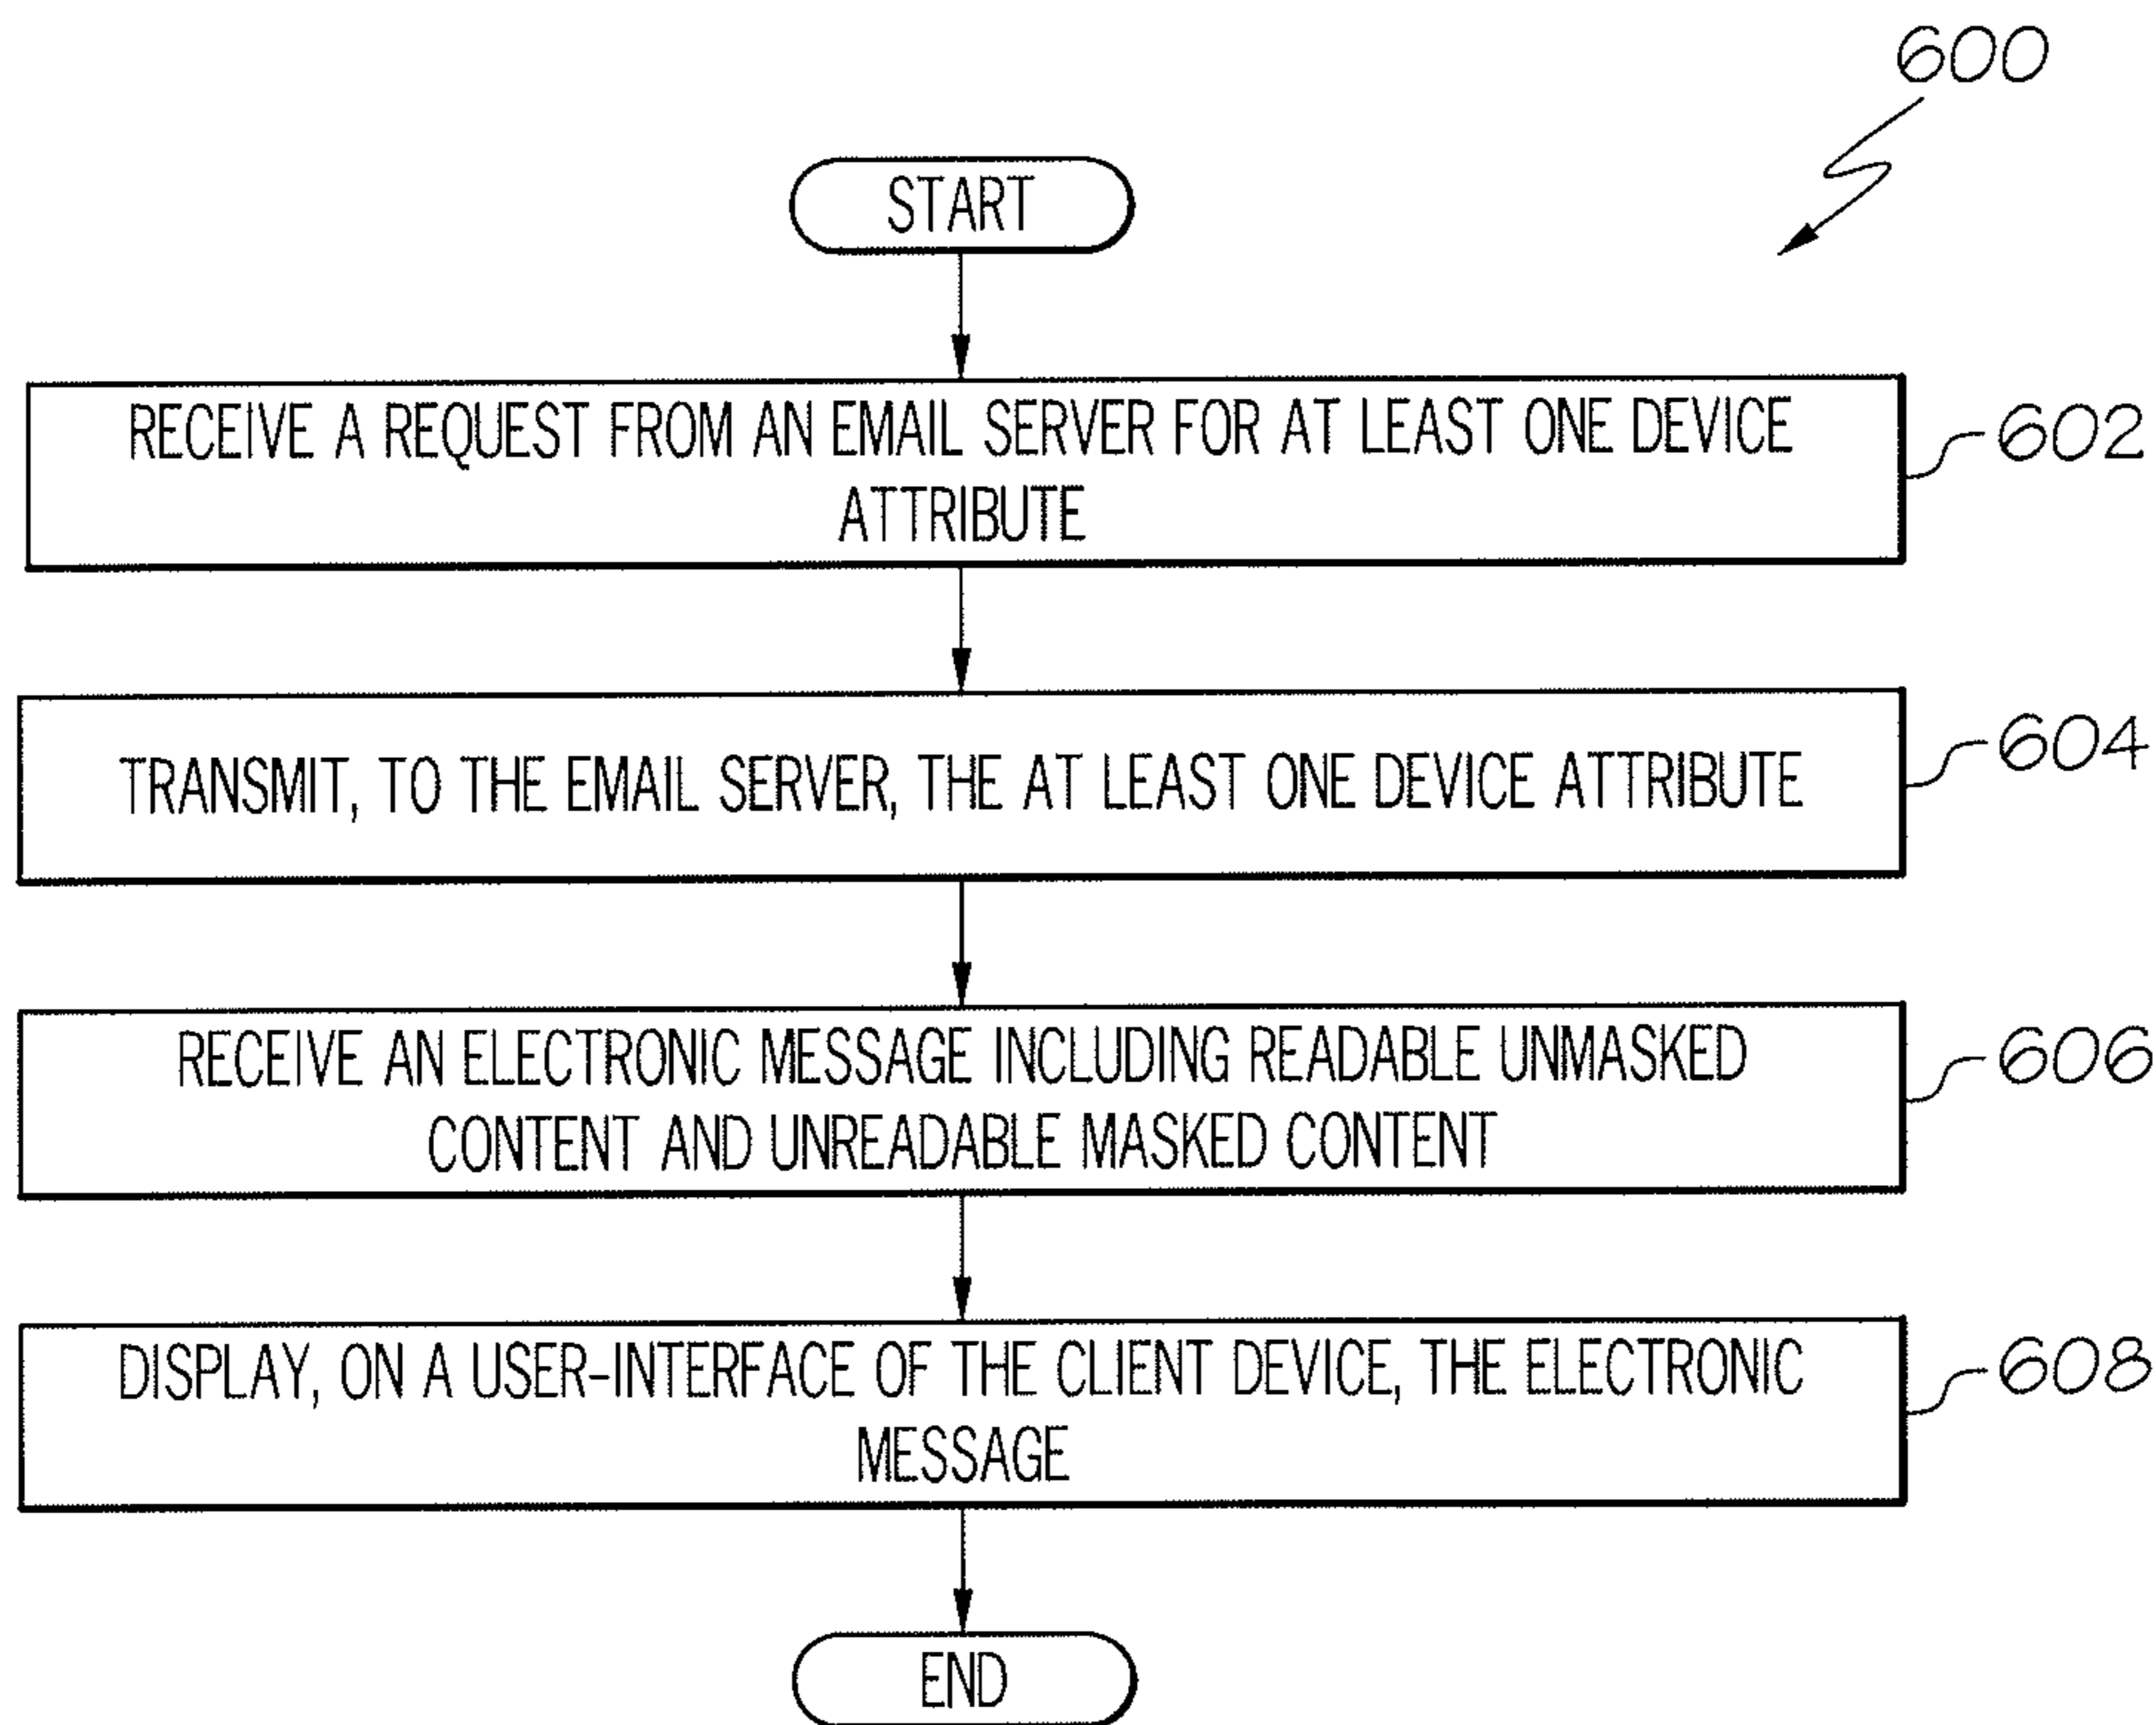 600
START
RECEIVE A REQUEST FROM AN EMAIL SERVER FOR AT LEAST ONE DEVICE
ATTRIBUTE
602
TRANSMIT, TO THE EMAIL SERVER, THE AT LEAST ONE DEVICE ATTRIBUTE
604
RECEIVE AN ELECTRONIC MESSAGE INCLUDING READABLE UNMASKED
CONTENT AND UNREADABLE MASKED CONTENT
606
DISPLAY, ON A USER-INTERFACE OF THE CLIENT DEVICE, THE ELECTRONIC
MESSAGE
608
END